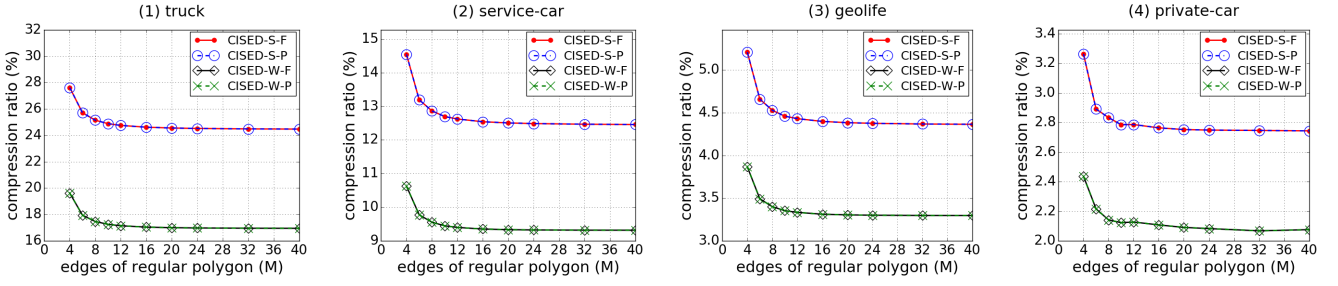 (1) truck
compression ratio (%)
32
30
28
26
24
22
20
18
16
CISED-S-F
CISED-S-P
CISED-W-F
CISED-W-P
0 4 8 12 16 20 24 28 32 36 40
edges of regular polygon (M)
(2) service-car
compression ratio (%)
15
14
13
12
11
10
9
CISED-S-F
CISED-S-P
CISED-W-F
CISED-W-P
0 4 8 12 16 20 24 28 32 36 40
edges of regular polygon (M)
(3) geolife
compression ratio (%)
5.0
4.5
4.0
3.5
3.0
CISED-S-F
CISED-S-P
CISED-W-F
CISED-W-P
0 4 8 12 16 20 24 28 32 36 40
edges of regular polygon (M)
(4) private-car
compression ratio (%)
3.4
3.2
3.0
2.8
2.6
2.4
2.2
2.0
CISED-S-F
CISED-S-P
CISED-W-F
CISED-W-P
0 4 8 12 16 20 24 28 32 36 40
edges of regular polygon (M)